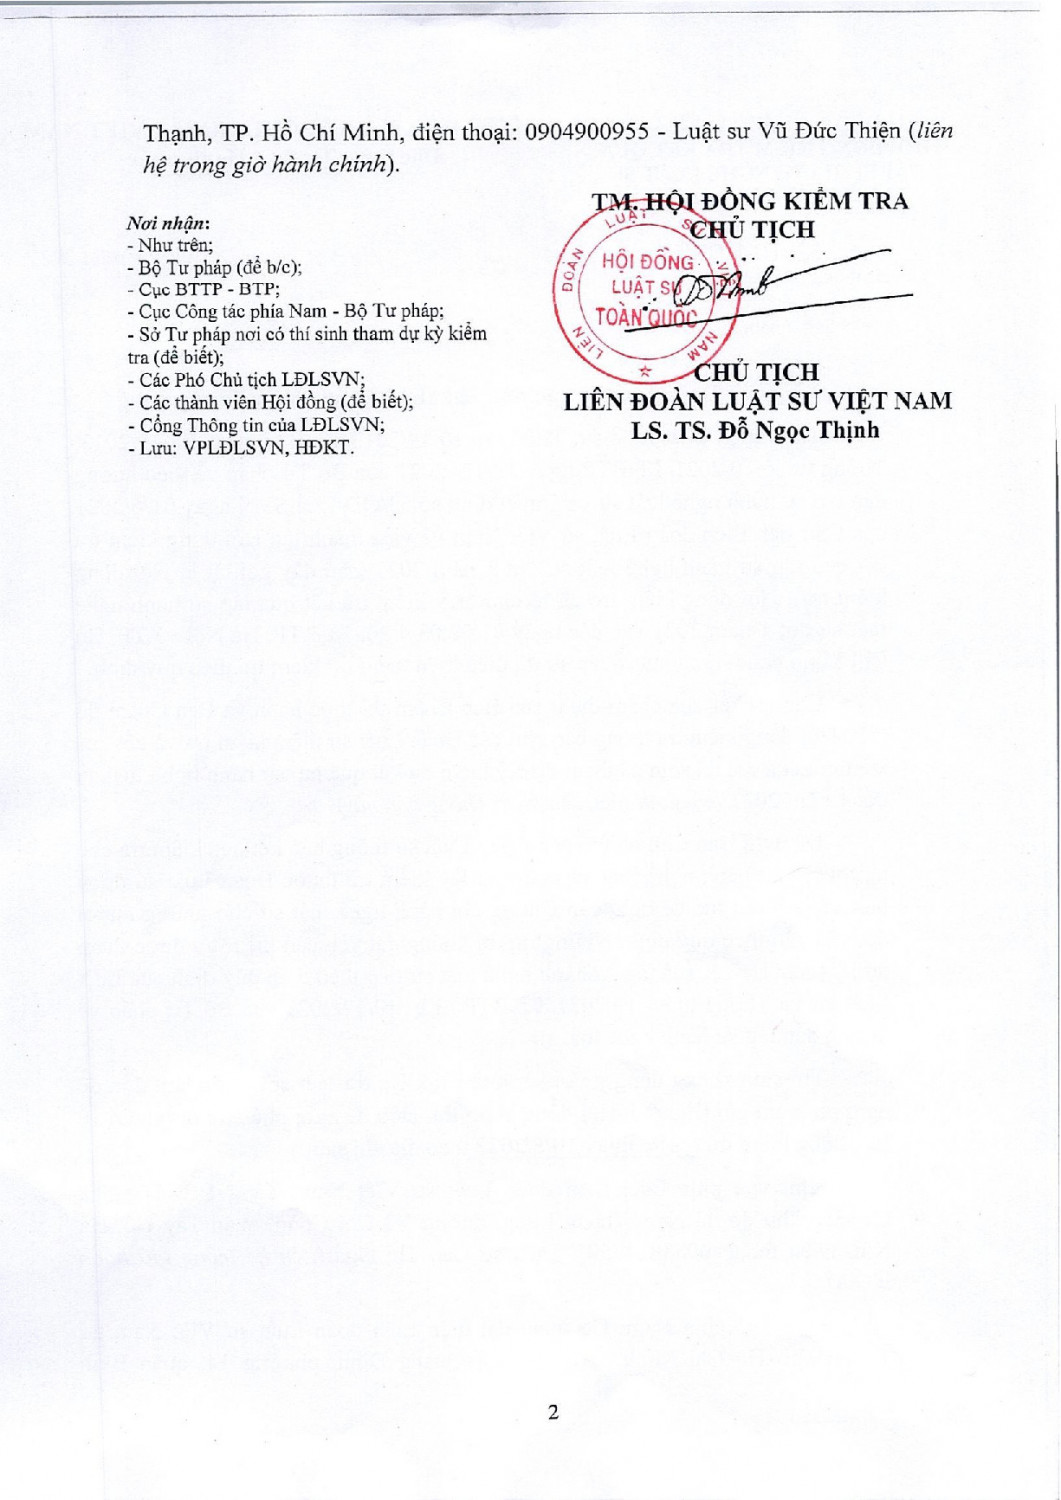 Thạnh, TP. Hồ Chí Minh, điện thoại: 0904900955 - Luật sư Vũ Đức Thiện (liên
hệ trong giờ hành chính).
Nơi nhận:
- Như trên;
- Bộ Tư pháp (để b/c);
- Cục BTTP - BTP;
- Cục Công tác phía Nam - Bộ Tư pháp;
- Sở Tư pháp nơi có thí sinh tham dự kỳ kiểm
tra (để biết);
- Các Phó Chủ tịch LĐLSVN;
- Các thành viên Hội đồng (để biết);
- Cổng Thông tin của LĐLSVN;
- Lưu: VPLĐLSVN, HĐKT.
TM. HỘI ĐỒNG KIỂM TRA
CHỦ TỊCH
LIÊN ĐOÀN LUẬT SƯ VIỆT NAM
HỘI ĐỒNG
LUẬT SƯ
TOÀN QUỐC
CHỦ TỊCH
LIÊN ĐOÀN LUẬT SƯ VIỆT NAM
LS. TS. Đỗ Ngọc Thịnh
2